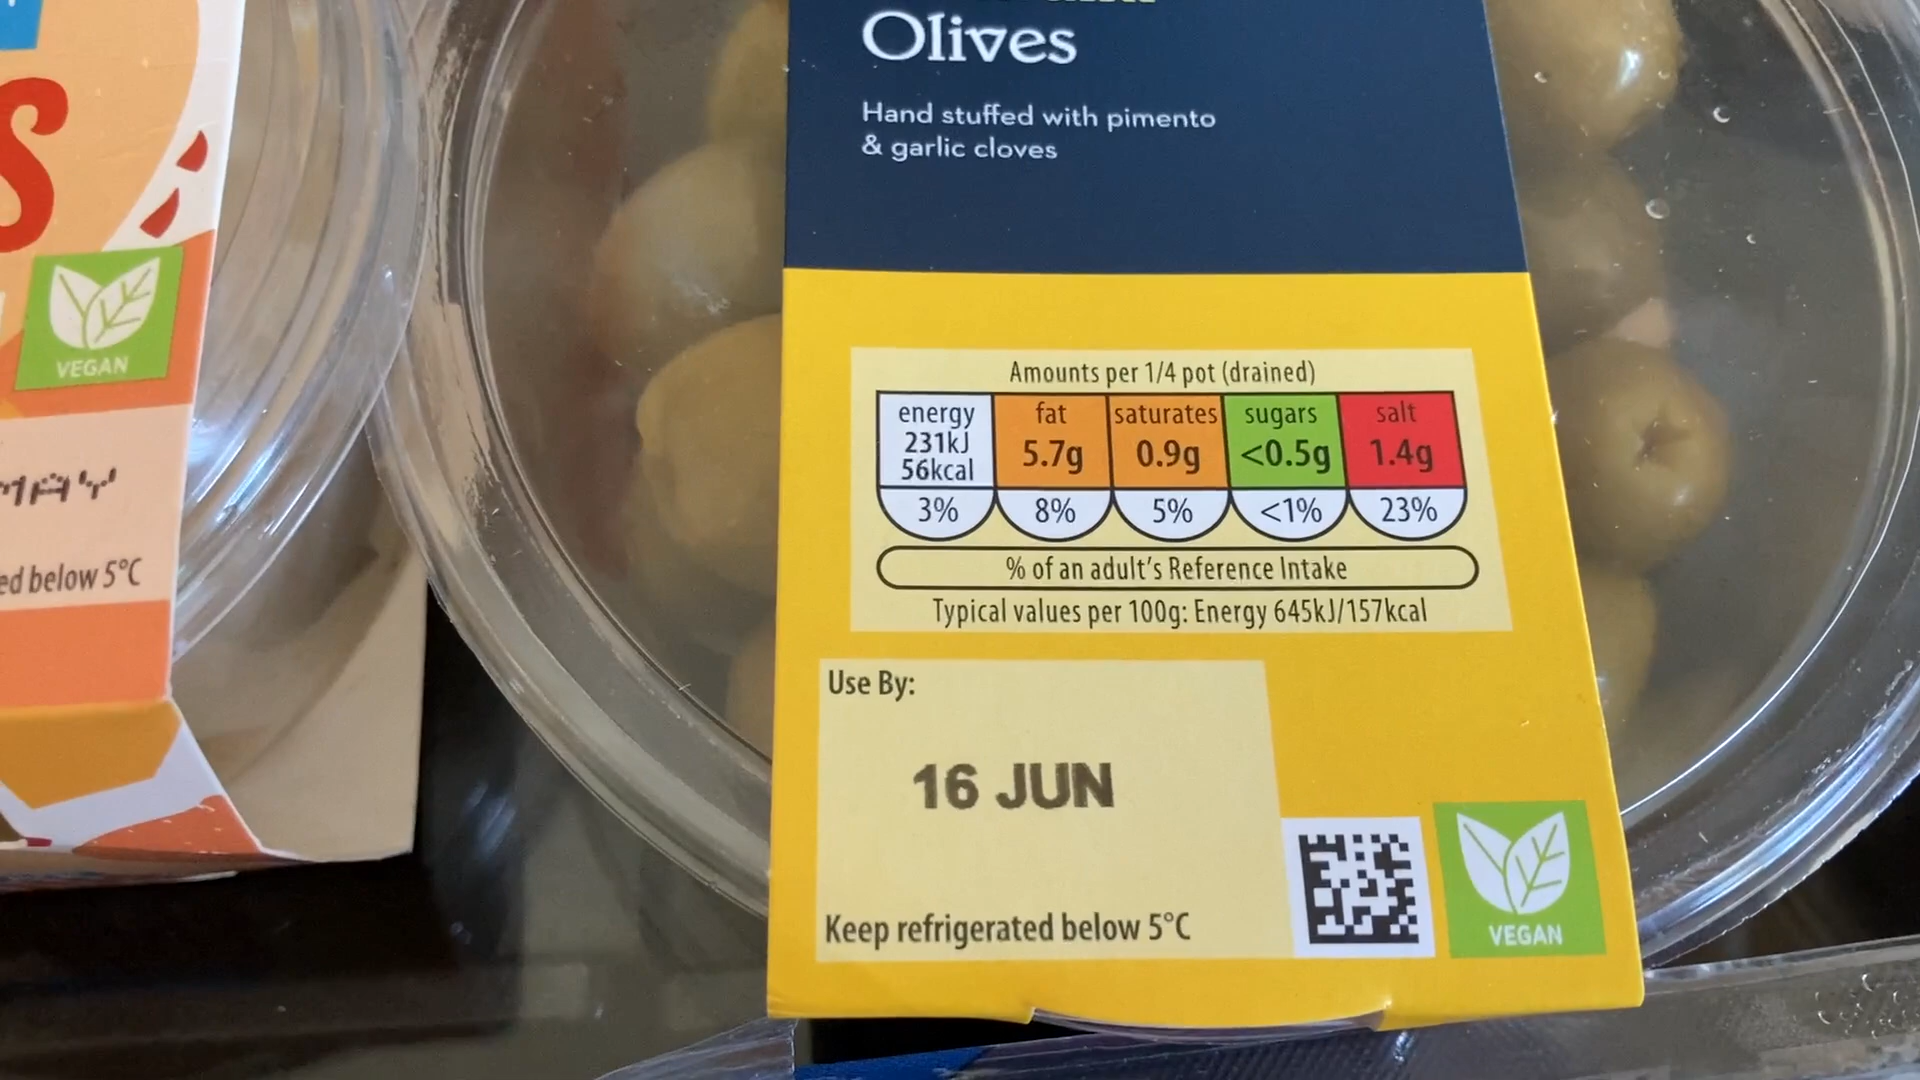 Olives
Hand stuffed with pimento
& garlic cloves
Amounts per 1/4 pot (drained)
energy fat saturates sugars salt
231kJ
56kcal 5.7g 0.9g <0.5g 1.4g
3% 8% 5% <1% 23%
% of an adult's Reference Intake
Typical values per 100g: Energy 645kJ/157kcal
Use By:
16 JUN
Keep refrigerated below 5°C
VEGAN
S
VEGAN
below 5°C